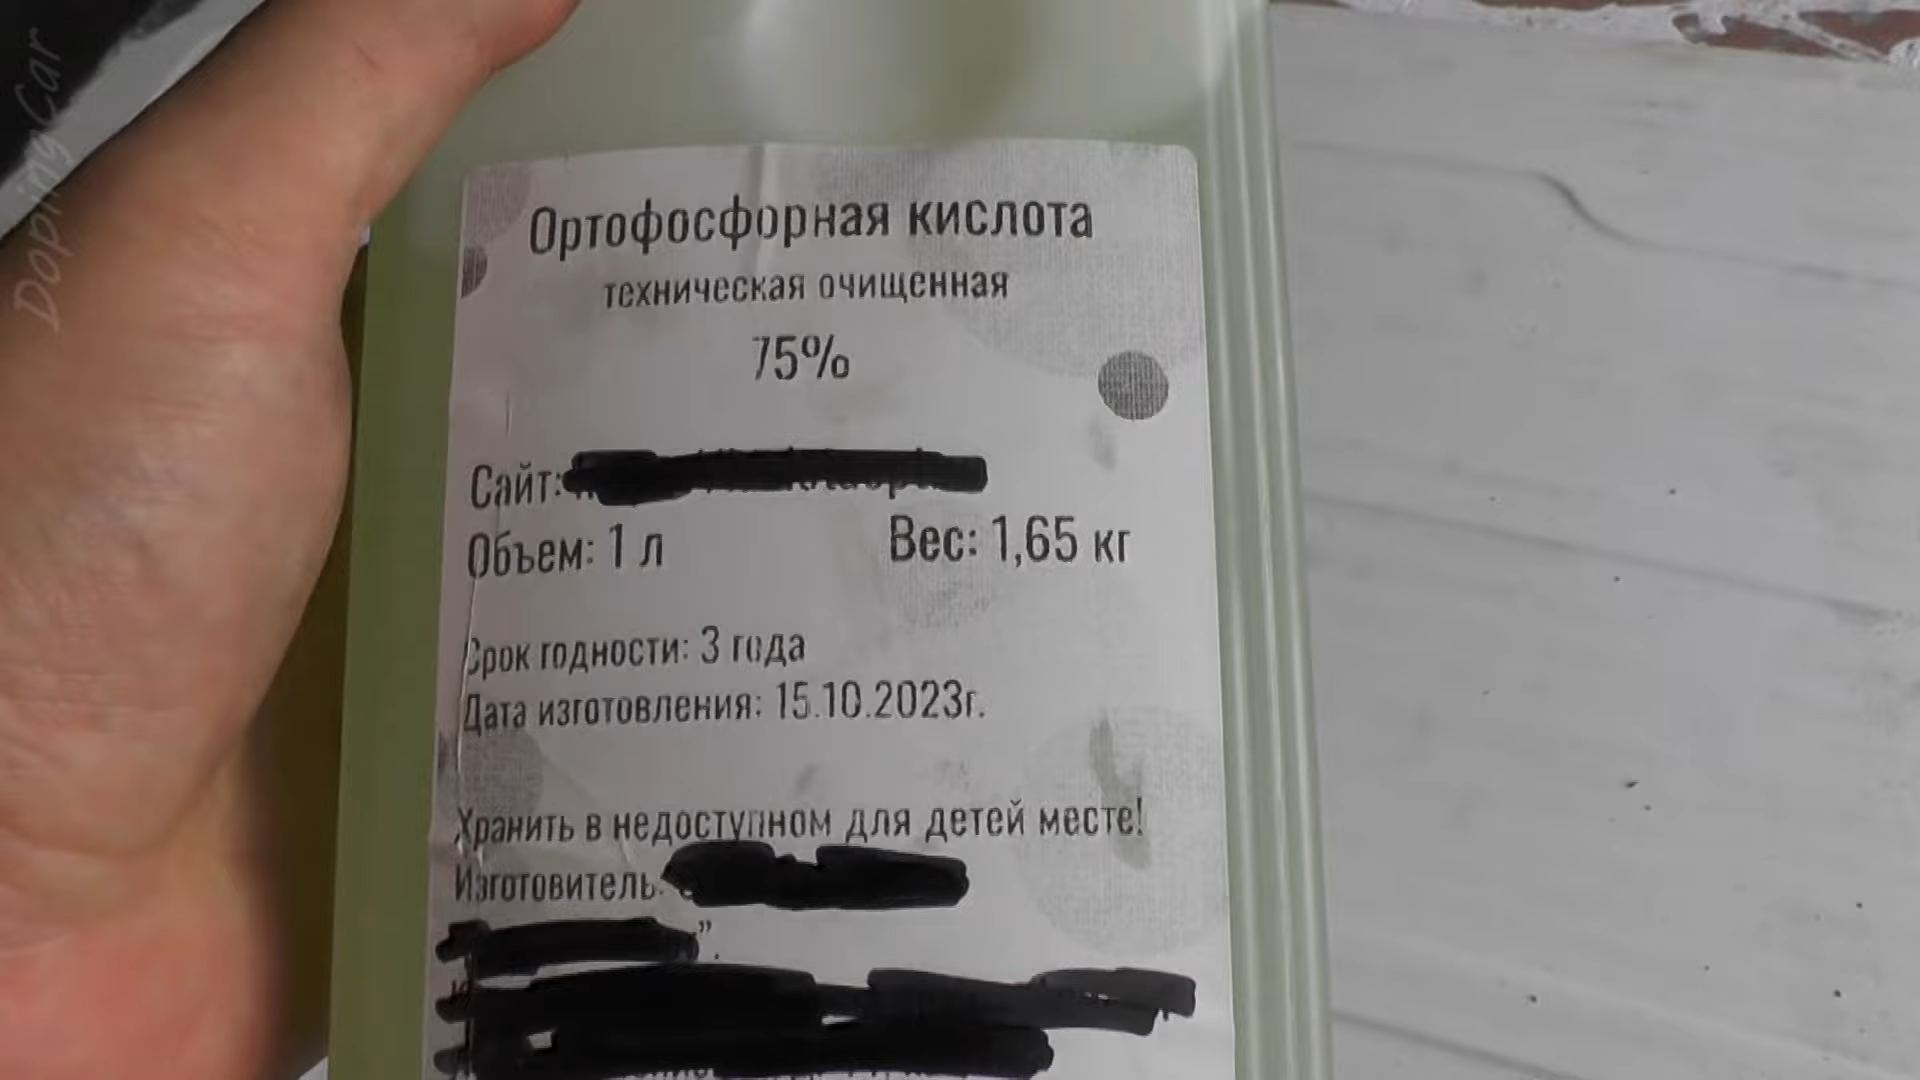 DopingCar
Ортофосфорная кислота
техническая очищенная
75%
Сайт:
Объем: 1 л Вес: 1,65 кг
Срок годности: 3 года
Дата изготовления: 15.10.2023г.
Хранить в недоступном для детей месте!
Изготовитель:
".